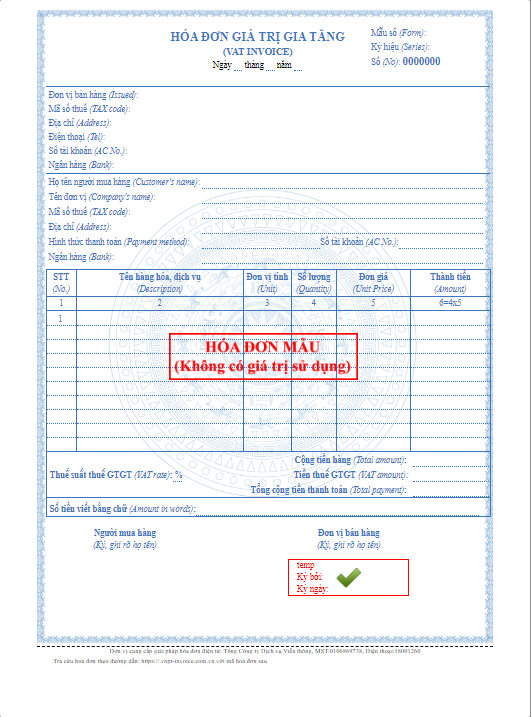 HÓA ĐƠN GIÁ TRỊ GIA TĂNG
(VAT INVOICE)
Ngày tháng năm
Mẫu số (Form):
Ký hiệu (Series):
Số (No): 0000000
Đơn vị bán hàng (Issued):
Mã số thuế (TAX code):
Địa chỉ (Address):
Điện thoại (Tel):
Số tài khoản (AC No.):
Ngân hàng (Bank):
Họ tên người mua hàng (Customer's name):
Tên đơn vị (Company's name):
Mã số thuế (TAX code):
Địa chỉ (Address):
Hình thức thanh toán (Payment method): Số tài khoản (AC No.):
Ngân hàng (Bank):
STT Tên hàng hóa, dịch vụ Đơn vị tính Số lượng Đơn giá Thành tiền
(No.) (Description) (Unit) (Quantity) (Unit Price) (Amount)
1 2 3 4 5 6=4x5
1
HÓA ĐƠN MẪU
(Không có giá trị sử dụng)
Cộng tiền hàng (Total amount):
Thuế suất thuế GTGT (VAT rate): % Tiền thuế GTGT (VAT amount):
Tổng cộng tiền thanh toán (Total payment):
Số tiền viết bằng chữ (Amount in words):
Người mua hàng Đơn vị bán hàng
(Ký, ghi rõ họ tên) (Ký, ghi rõ họ tên)
temp
Ký bởi:
Ký ngày:
Đơn vị cung cấp giải pháp hóa đơn điện tử: Tổng Công ty Dịch vụ Viễn thông, MST:0106869738, Điện thoại:18001260
Tra cứu hoá đơn theo đường dẫn: https://.vnpt-invoice.com.vn với mã hoá đơn sau